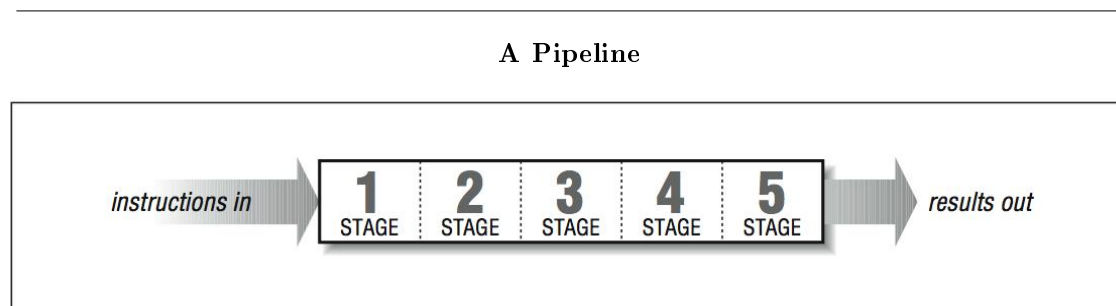 A Pipeline
instructions in
1 2 3 4 5
STAGE STAGE STAGE STAGE STAGE
results out